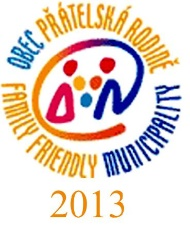 OBEC PŘÁTELSKÁ RODINĚ
FAMILY FRIENDLY MUNICIPALITY
2013